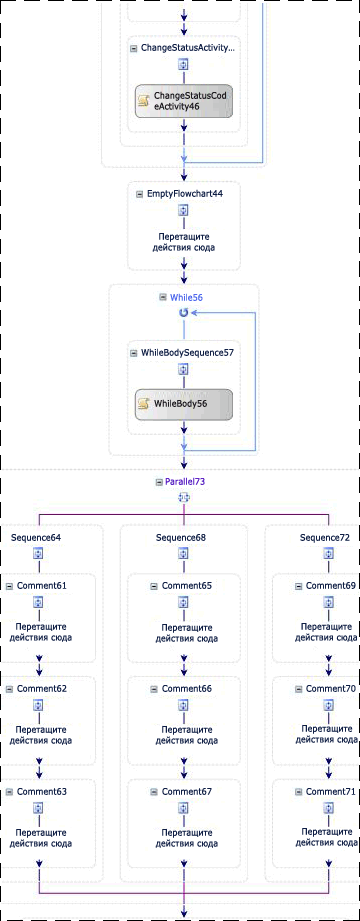 ChangeStatusActivity...
ChangeStatusCod
eActivity46
EmptyFlowchart44
Перетащите
действия сюда
While56
WhileBodySequence57
WhileBody56
Parallel73
Sequence64
Sequence68
Sequence72
Comment61
Comment65
Comment69
Перетащите
действия сюда
Перетащите
действия сюда
Перетащите
действия сюда
Comment62
Comment66
Comment70
Перетащите
действия сюда
Перетащите
действия сюда
Перетащите
действия сюда
Comment63
Comment67
Comment71
Перетащите
действия сюда
Перетащите
действия сюда
Перетащите
действия сюда